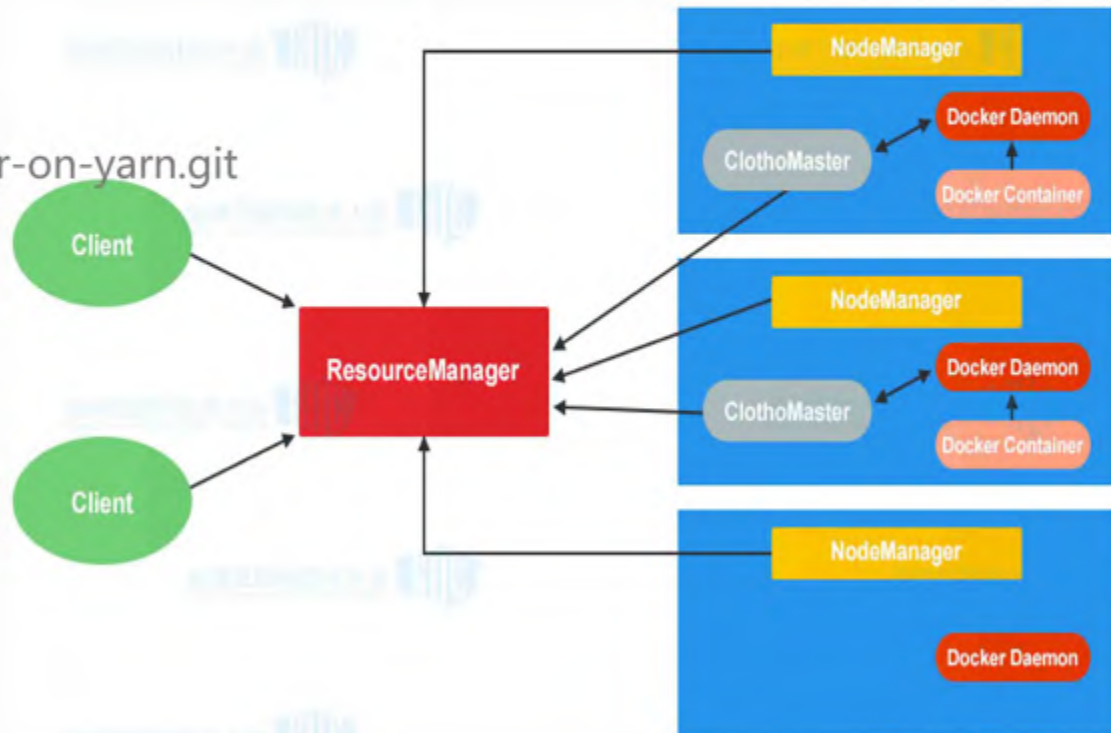 NodeManager
Docker Daemon
ClothoMaster
Docker Container
r-on-yarn.git
Client
ResourceManager
NodeManager
Docker Daemon
ClothoMaster
Docker Container
Client
NodeManager
Docker Daemon